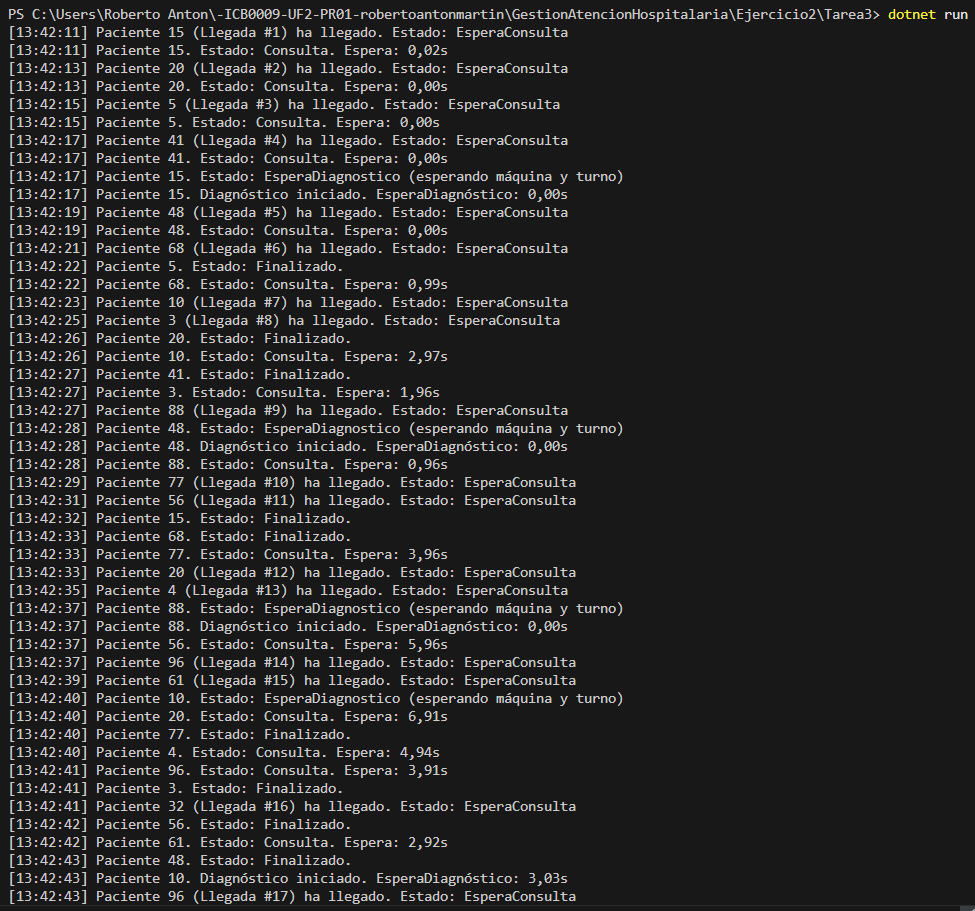 PS C:\Users\Roberto Anton\-ICB0009-UF2-PR01-robertoantonmartin\GestionAtencionHospitalaria\Ejercicio2\Tarea3> dotnet run
[13:42:11] Paciente 15 (Llegada #1) ha llegado. Estado: EsperaConsulta
[13:42:11] Paciente 15. Estado: Consulta. Espera: 0,02s
[13:42:13] Paciente 20 (Llegada #2) ha llegado. Estado: EsperaConsulta
[13:42:13] Paciente 20. Estado: Consulta. Espera: 0,00s
[13:42:15] Paciente 5 (Llegada #3) ha llegado. Estado: EsperaConsulta
[13:42:15] Paciente 5. Estado: Consulta. Espera: 0,00s
[13:42:17] Paciente 41 (Llegada #4) ha llegado. Estado: EsperaConsulta
[13:42:17] Paciente 41. Estado: Consulta. Espera: 0,00s
[13:42:17] Paciente 15. Estado: EsperaDiagnostico (esperando máquina y turno)
[13:42:17] Paciente 15. Diagnóstico iniciado. EsperaDiagnóstico: 0,00s
[13:42:19] Paciente 48 (Llegada #5) ha llegado. Estado: EsperaConsulta
[13:42:19] Paciente 48. Estado: Consulta. Espera: 0,00s
[13:42:21] Paciente 68 (Llegada #6) ha llegado. Estado: EsperaConsulta
[13:42:22] Paciente 5. Estado: Finalizado.
[13:42:22] Paciente 68. Estado: Consulta. Espera: 0,99s
[13:42:23] Paciente 10 (Llegada #7) ha llegado. Estado: EsperaConsulta
[13:42:25] Paciente 3 (Llegada #8) ha llegado. Estado: EsperaConsulta
[13:42:26] Paciente 20. Estado: Finalizado.
[13:42:26] Paciente 10. Estado: Consulta. Espera: 2,97s
[13:42:27] Paciente 41. Estado: Finalizado.
[13:42:27] Paciente 3. Estado: Consulta. Espera: 1,96s
[13:42:27] Paciente 88 (Llegada #9) ha llegado. Estado: EsperaConsulta
[13:42:28] Paciente 48. Estado: EsperaDiagnostico (esperando máquina y turno)
[13:42:28] Paciente 48. Diagnóstico iniciado. EsperaDiagnóstico: 0,00s
[13:42:28] Paciente 88. Estado: Consulta. Espera: 0,96s
[13:42:29] Paciente 77 (Llegada #10) ha llegado. Estado: EsperaConsulta
[13:42:31] Paciente 56 (Llegada #11) ha llegado. Estado: EsperaConsulta
[13:42:32] Paciente 15. Estado: Finalizado.
[13:42:33] Paciente 68. Estado: Finalizado.
[13:42:33] Paciente 77. Estado: Consulta. Espera: 3,96s
[13:42:33] Paciente 20 (Llegada #12) ha llegado. Estado: EsperaConsulta
[13:42:35] Paciente 4 (Llegada #13) ha llegado. Estado: EsperaConsulta
[13:42:37] Paciente 88. Estado: EsperaDiagnostico (esperando máquina y turno)
[13:42:37] Paciente 88. Diagnóstico iniciado. EsperaDiagnóstico: 0,00s
[13:42:37] Paciente 56. Estado: Consulta. Espera: 5,96s
[13:42:37] Paciente 96 (Llegada #14) ha llegado. Estado: EsperaConsulta
[13:42:39] Paciente 61 (Llegada #15) ha llegado. Estado: EsperaConsulta
[13:42:40] Paciente 10. Estado: EsperaDiagnostico (esperando máquina y turno)
[13:42:40] Paciente 20. Estado: Consulta. Espera: 6,91s
[13:42:40] Paciente 77. Estado: Finalizado.
[13:42:40] Paciente 4. Estado: Consulta. Espera: 4,94s
[13:42:41] Paciente 96. Estado: Consulta. Espera: 3,91s
[13:42:41] Paciente 3. Estado: Finalizado.
[13:42:41] Paciente 32 (Llegada #16) ha llegado. Estado: EsperaConsulta
[13:42:42] Paciente 56. Estado: Finalizado.
[13:42:42] Paciente 61. Estado: Consulta. Espera: 2,92s
[13:42:43] Paciente 48. Estado: Finalizado.
[13:42:43] Paciente 10. Diagnóstico iniciado. EsperaDiagnóstico: 3,03s
[13:42:43] Paciente 96 (Llegada #17) ha llegado. Estado: EsperaConsulta